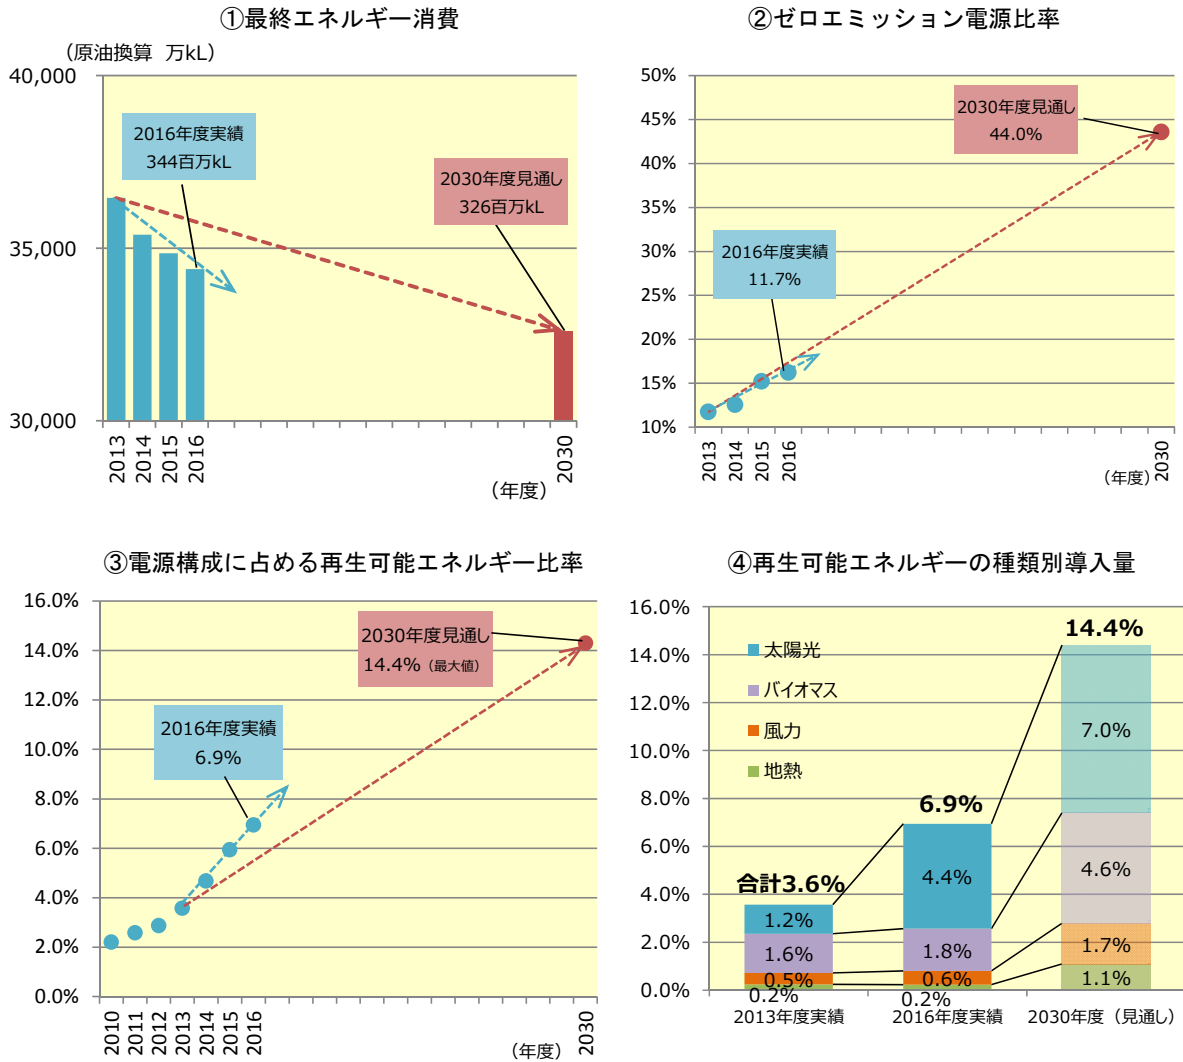 ①最終エネルギー消費
（原油換算 万kL）
40,000
35,000
30,000
2016年度実績
344百万kL
2030年度見通し
326百万kL
2013
2014
2015
2016
2030
（年度）
②ゼロエミッション電源比率
50%
45%
40%
35%
30%
25%
20%
15%
10%
2030年度見通し
44.0%
2016年度実績
11.7%
2013
2014
2015
2016
2030
（年度）
③電源構成に占める再生可能エネルギー比率
16.0%
14.0%
12.0%
10.0%
8.0%
6.0%
4.0%
2.0%
0.0%
2030年度見通し
14.4%（最大値）
2016年度実績
6.9%
2010
2011
2012
2013
2014
2015
2016
2030
（年度）
④再生可能エネルギーの種類別導入量
16.0%
14.0%
12.0%
10.0%
8.0%
6.0%
4.0%
2.0%
0.0%
太陽光
バイオマス
風力
地熱
合計3.6%
1.2%
1.6%
0.5%
0.2%
6.9%
4.4%
1.8%
0.6%
0.2%
14.4%
7.0%
4.6%
1.7%
1.1%
2013年度実績
2016年度実績
2030年度（見通し）